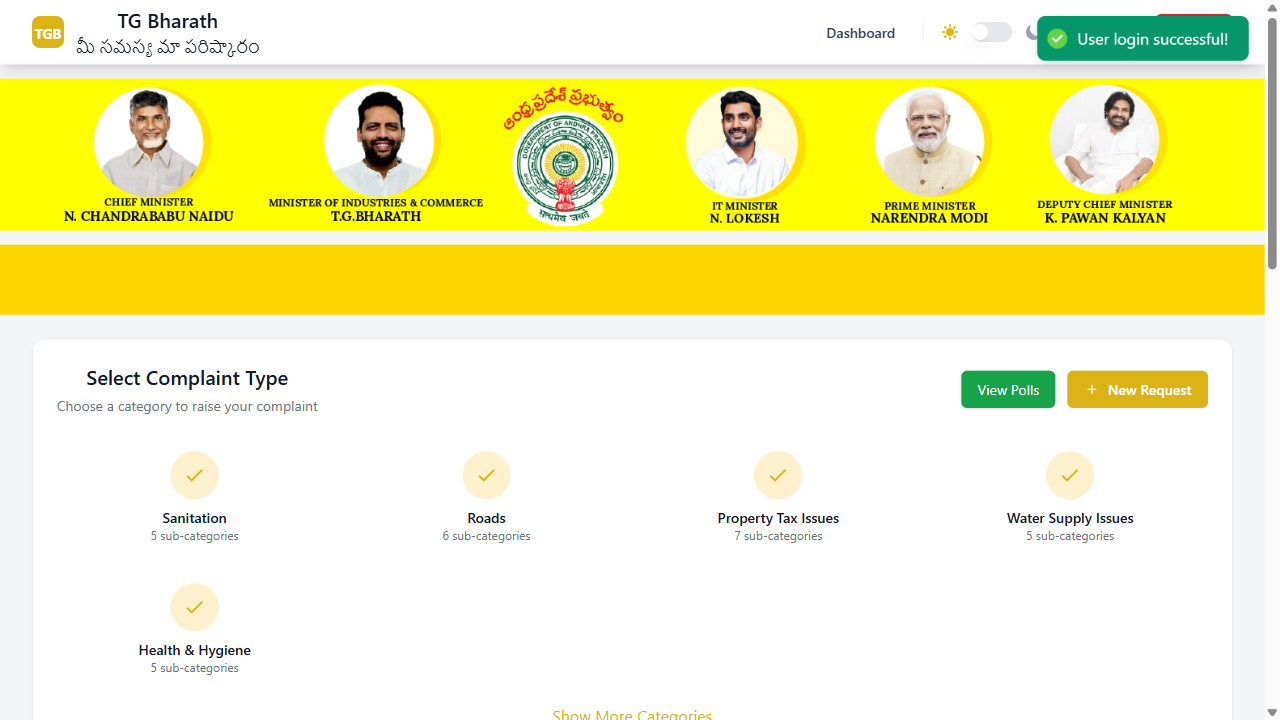 TGB
TG Bharath
మీ సమస్య మా పరిష్కారం
Dashboard
User login successful!
CHIEF MINISTER
N. CHANDRABABU NAIDU
MINISTER OF INDUSTRIES & COMMERCE
T.G.BHARATH
ఆంధ్రప్రదేశ్ ప్రభుత్వం
GOVERNMENT OF ANDHRA PRADESH
सत्यमेव जयते
IT MINISTER
N. LOKESH
PRIME MINISTER
NARENDRA MODI
DEPUTY CHIEF MINISTER
K. PAWAN KALYAN
Select Complaint Type
Choose a category to raise your complaint
View Polls
+ New Request
Sanitation
5 sub-categories
Roads
6 sub-categories
Property Tax Issues
7 sub-categories
Water Supply Issues
5 sub-categories
Health & Hygiene
5 sub-categories
Show More Categories